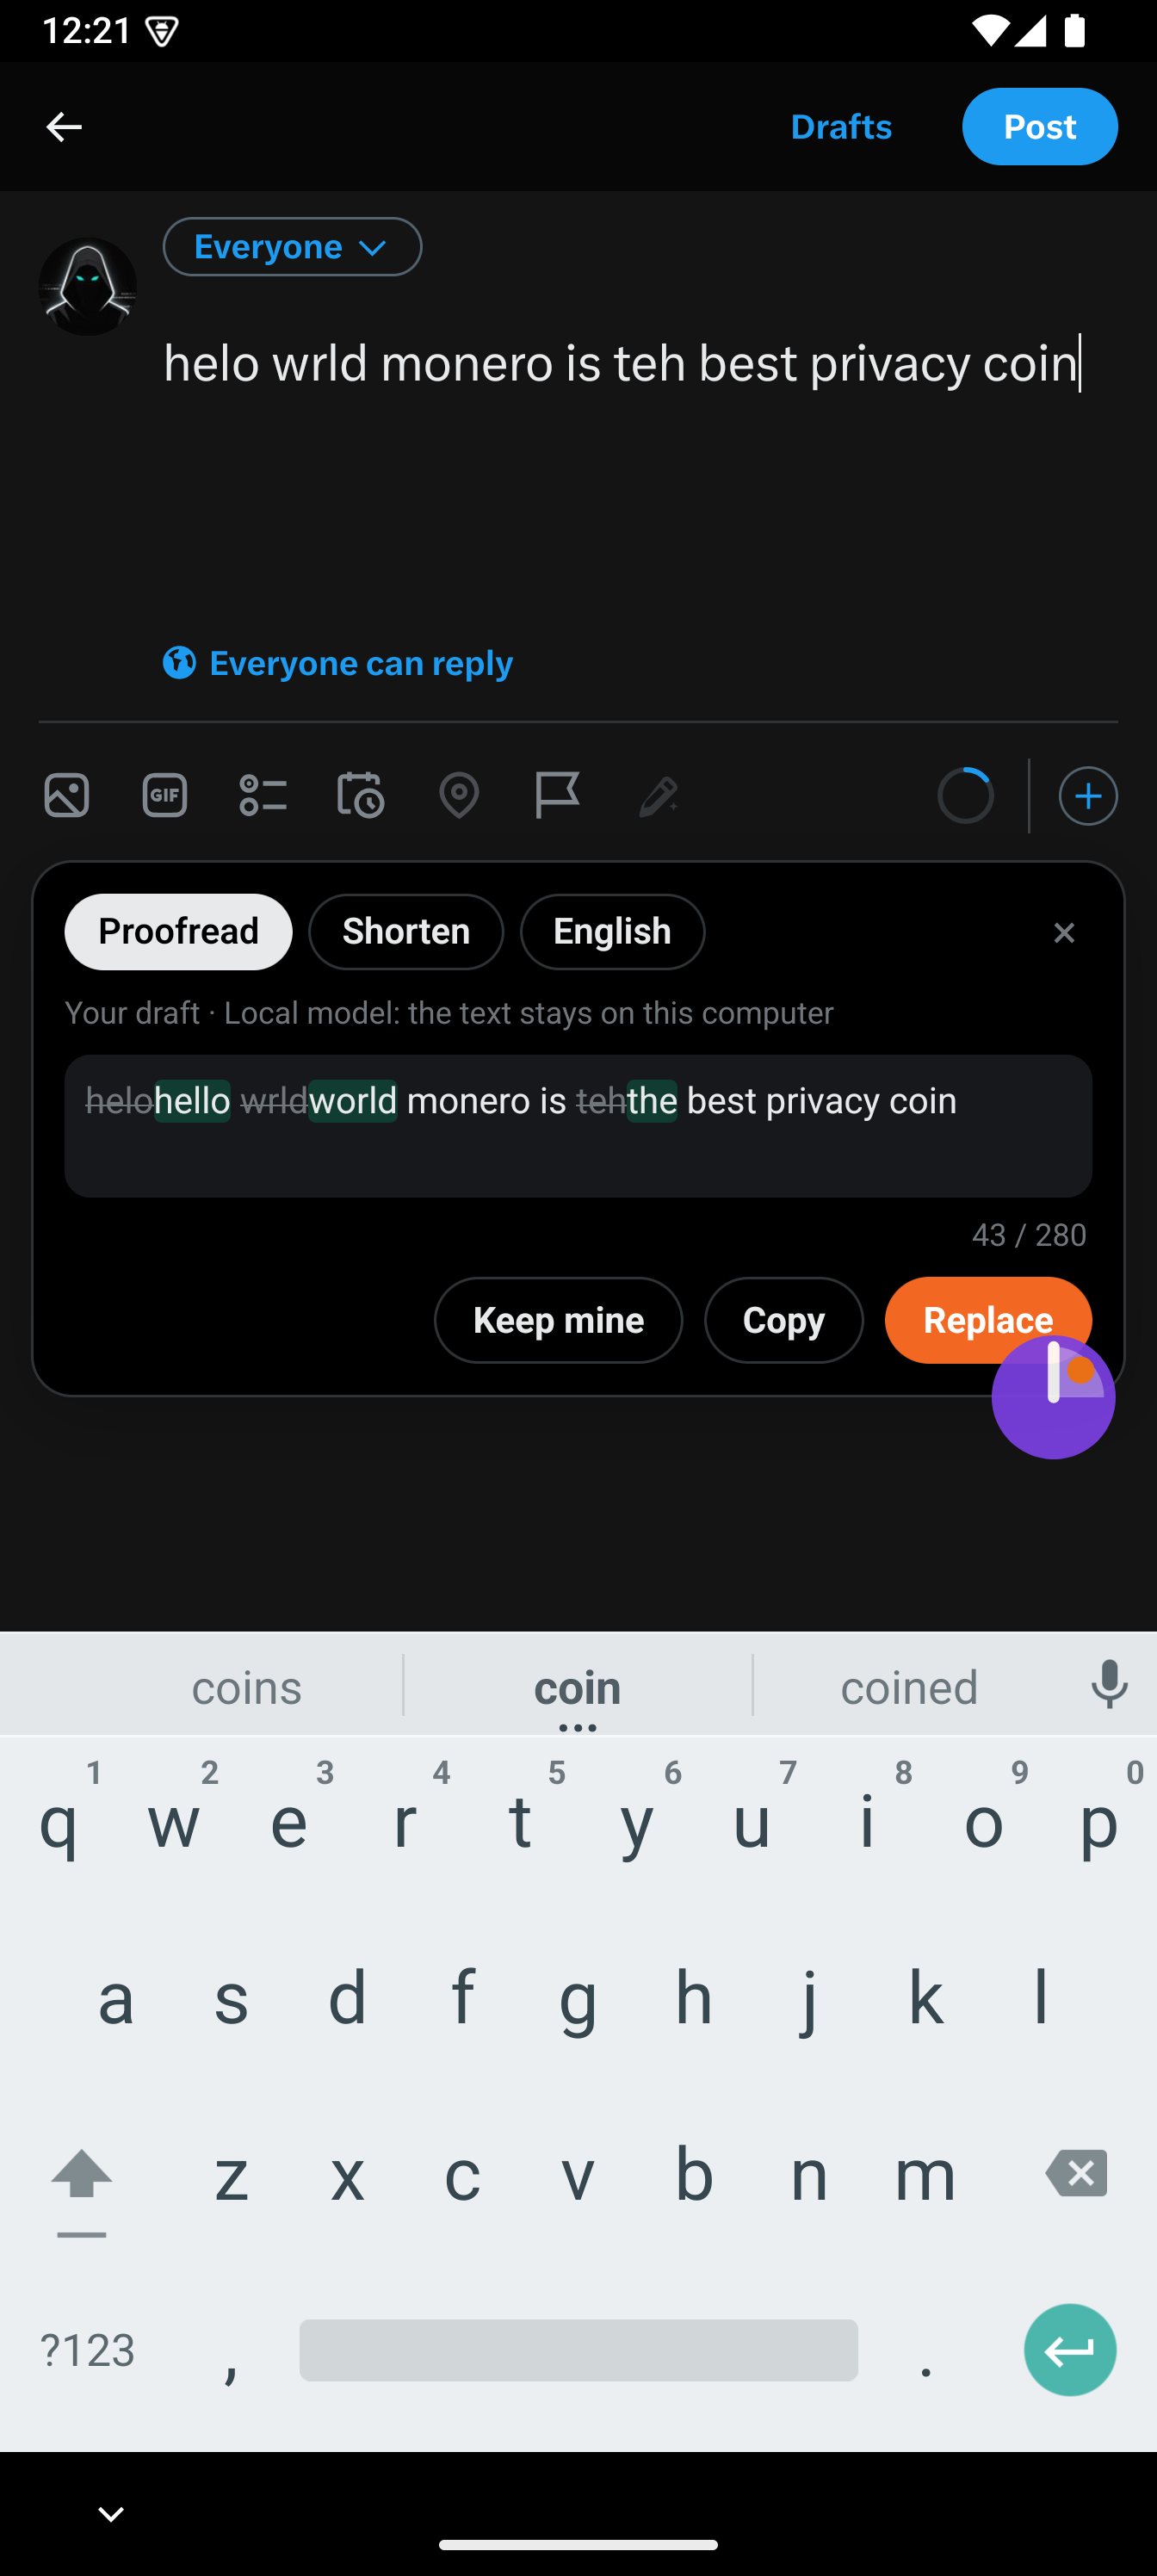 12:21
Drafts
Post
Everyone
helo wrld monero is teh best privacy coin
Everyone can reply
GIF
Proofread
Shorten
English
×
Your draft · Local model: the text stays on this computer
helohello wrldworld monero is tehthe best privacy coin
43 / 280
Keep mine
Copy
Replace
coins
coin
coined
1 2 3 4 5 6 7 8 9 0
q w e r t y u i o p
a s d f g h j k l
z x c v b n m
?123 , .